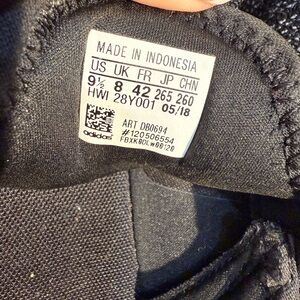 MADE IN INDONESIA
US UK FR JP CHN
9½ 8 42 265 260
HWI 28Y001 05/18
ART DB0694
#120506554
adidas